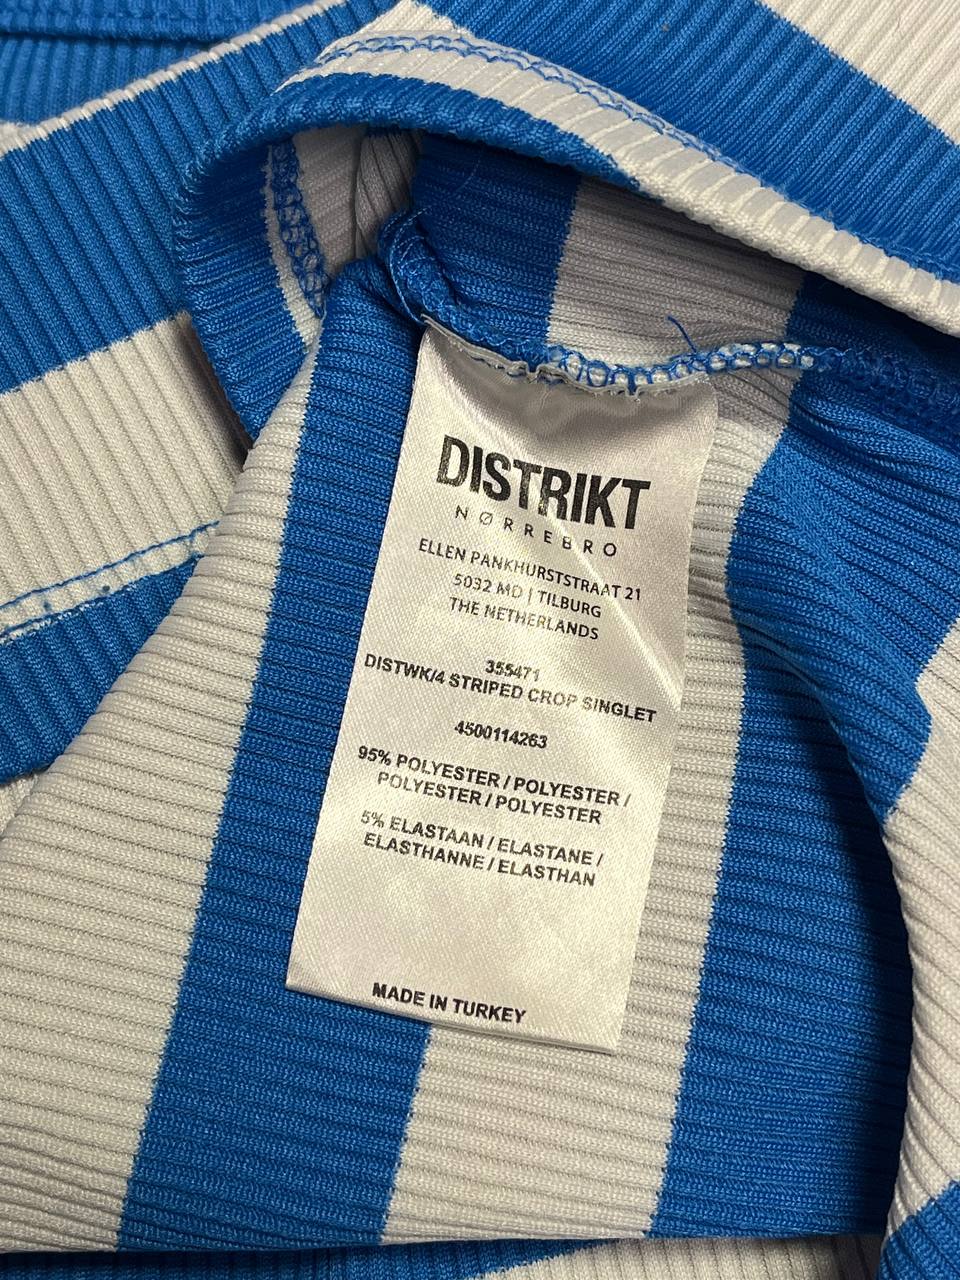 DISTRIKT
NØRREBRO
ELLEN PANKHURSTSTRAAT 21
5032 MD | TILBURG
THE NETHERLANDS
355471
DISTWK/4 STRIPED CROP SINGLET
4500114263
95% POLYESTER / POLYESTER /
POLYESTER / POLYESTER
5% ELASTAAN / ELASTANE /
ELASTHANNE / ELASTHAN
MADE IN TURKEY